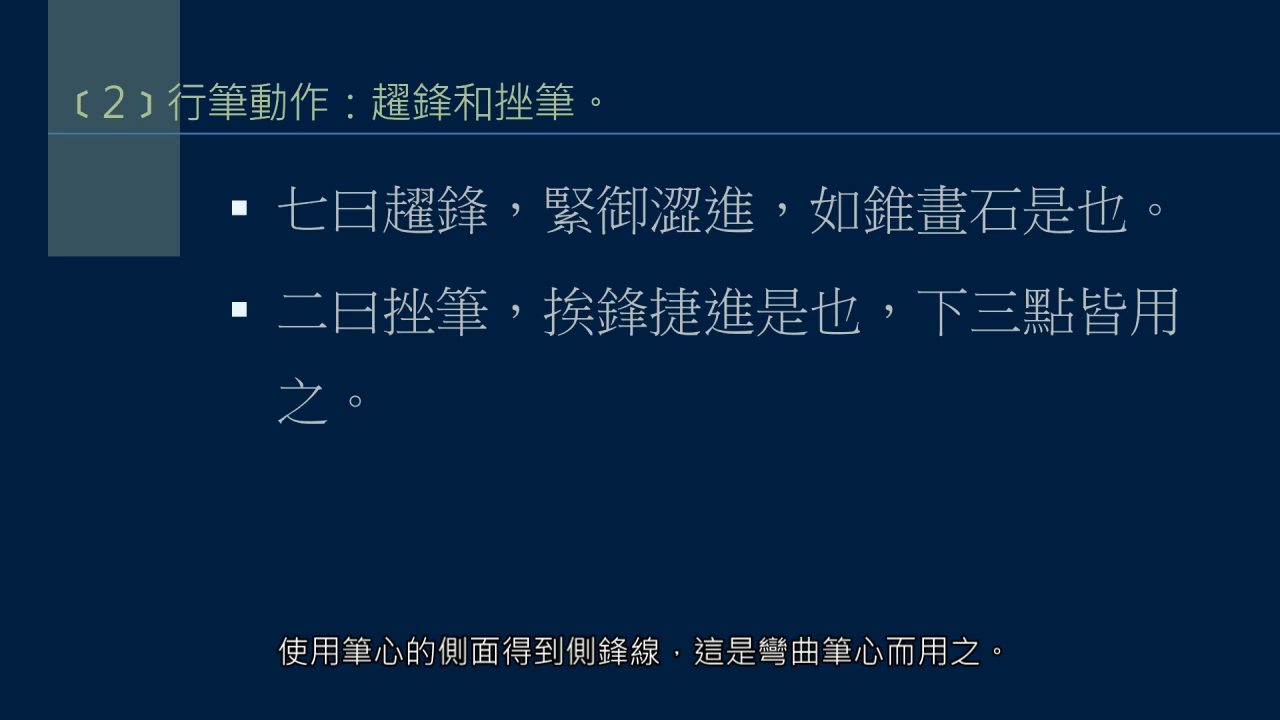 ﹝2﹞行筆動作：趯鋒和挫筆。
七曰趯鋒，緊御澀進，如錐畫石是也。
二曰挫筆，挨鋒捷進是也，下三點皆用
之。
使用筆心的側面得到側鋒線，這是彎曲筆心而用之。